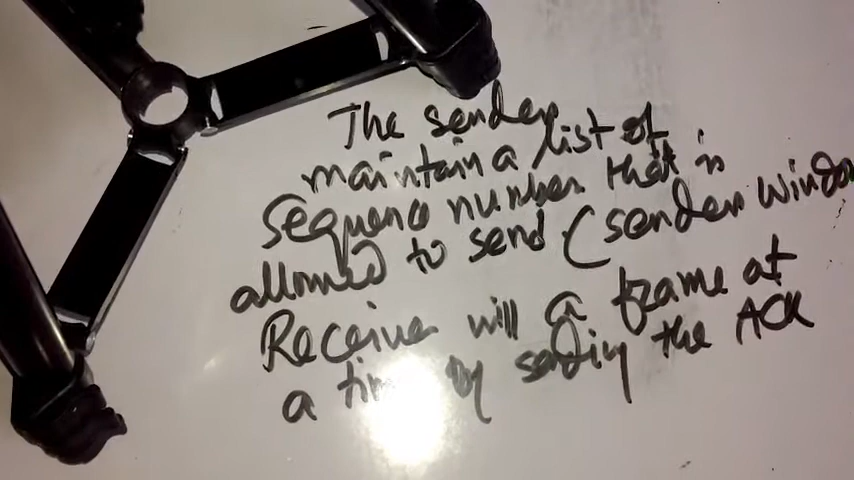 The sender
maintain a list of
sequence number that is
allowed to send (sender window
Receiver will a frame at
a time by sending the ACK